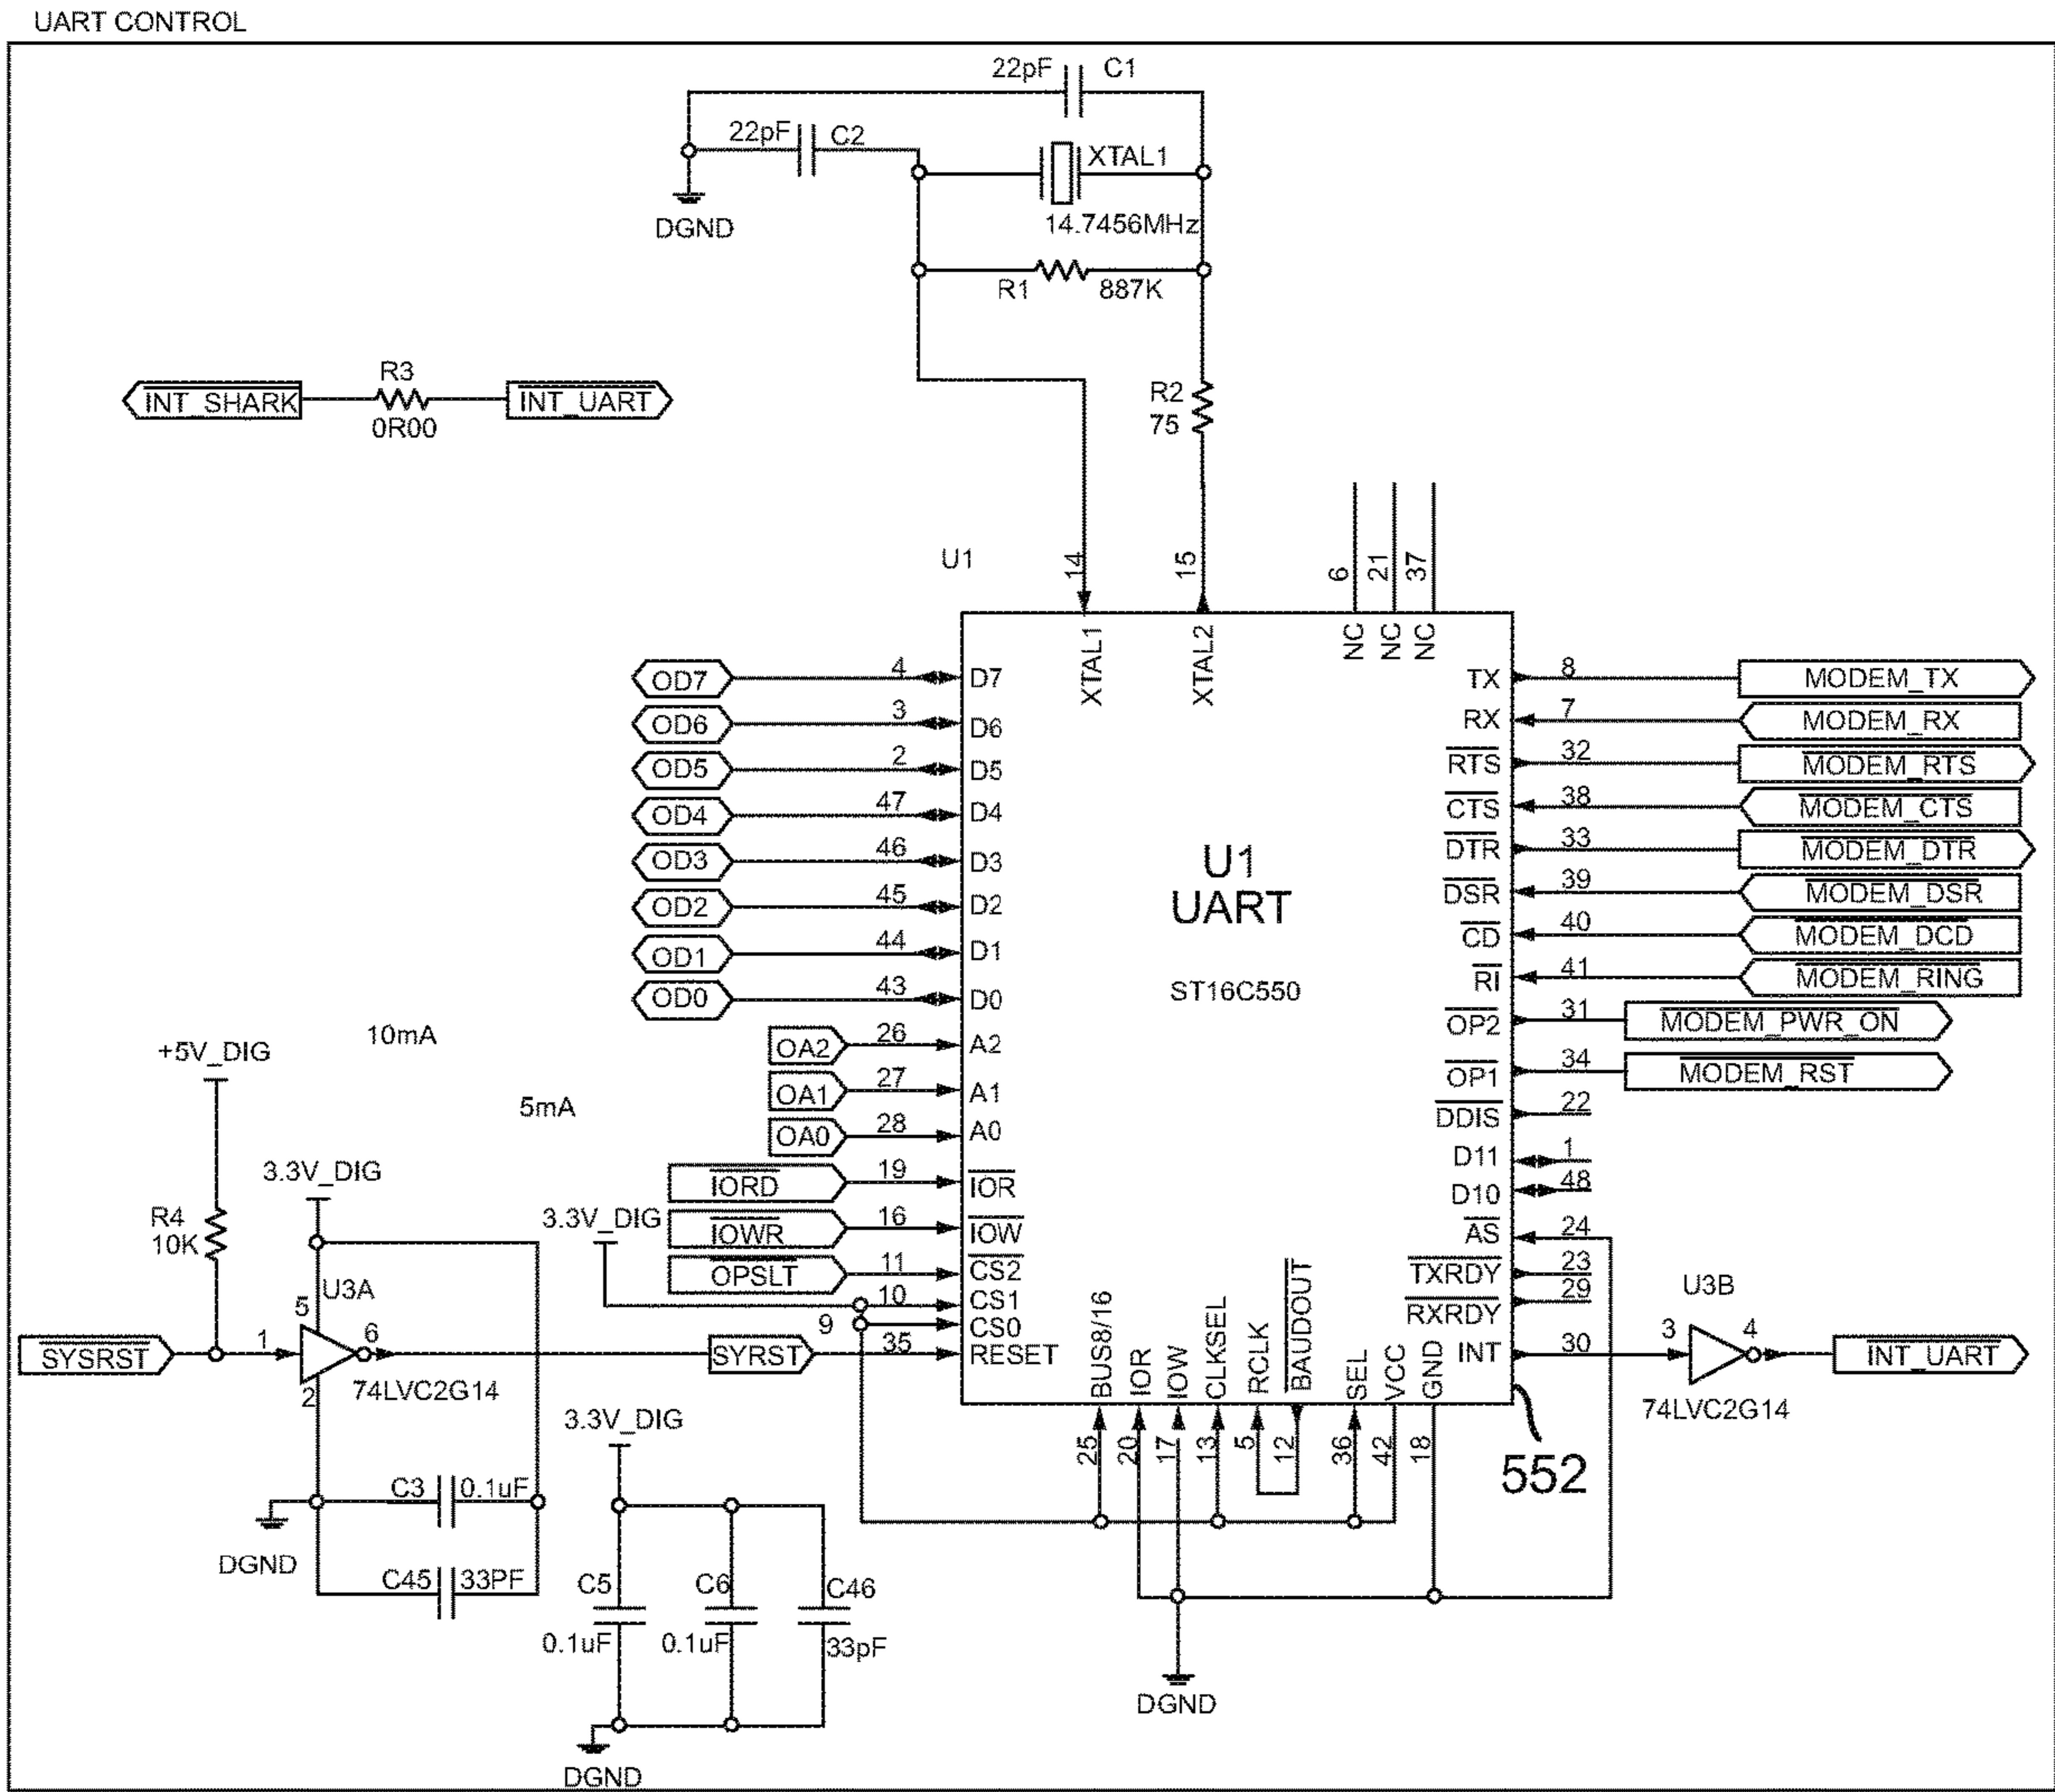 UART CONTROL
22pF C1
22pF C2
XTAL1
14.7456MHz
DGND
R1 887K
R3
INT_SHARK INT_UART
0R00
R2
75
U1
14 15 6 21 37
XTAL1 XTAL2 NC NC NC
OD7 4 D7
OD6 3 D6
OD5 2 D5
OD4 47 D4
OD3 46 D3
OD2 45 D2
OD1 44 D1
OD0 43 D0
OA2 26 A2
OA1 27 A1
OA0 28 A0
IORD 19 IOR
IOWR 16 IOW
OPSLT 11 CS2
10 CS1
9 CS0
SYRST 35 RESET
U1
UART
ST16C550
TX 8 MODEM_TX
RX 7 MODEM_RX
RTS 32 MODEM_RTS
CTS 38 MODEM_CTS
DTR 33 MODEM_DTR
DSR 39 MODEM_DSR
CD 40 MODEM_DCD
RI 41 MODEM_RING
OP2 31 MODEM_PWR_ON
OP1 34 MODEM_RST
DDIS 22
D11 1
D10 48
AS 24
TXRDY 23
RXRDY 29
INT 30
U3B
3 4
INT_UART
74LVC2G14
BUS8/16 IOR IOW CLKSEL RCLK BAUDOUT SEL VCC GND
25 20 17 13 5 12 36 42 18
552
DGND
10mA
+5V_DIG
5mA
3.3V_DIG
3.3V_DIG
R4
10K
U3A
5
SYSRST 1 6
2 74LVC2G14
C3 0.1uF
DGND
C45 33PF
3.3V_DIG
C5 C6 C46
0.1uF 0.1uF 33pF
DGND